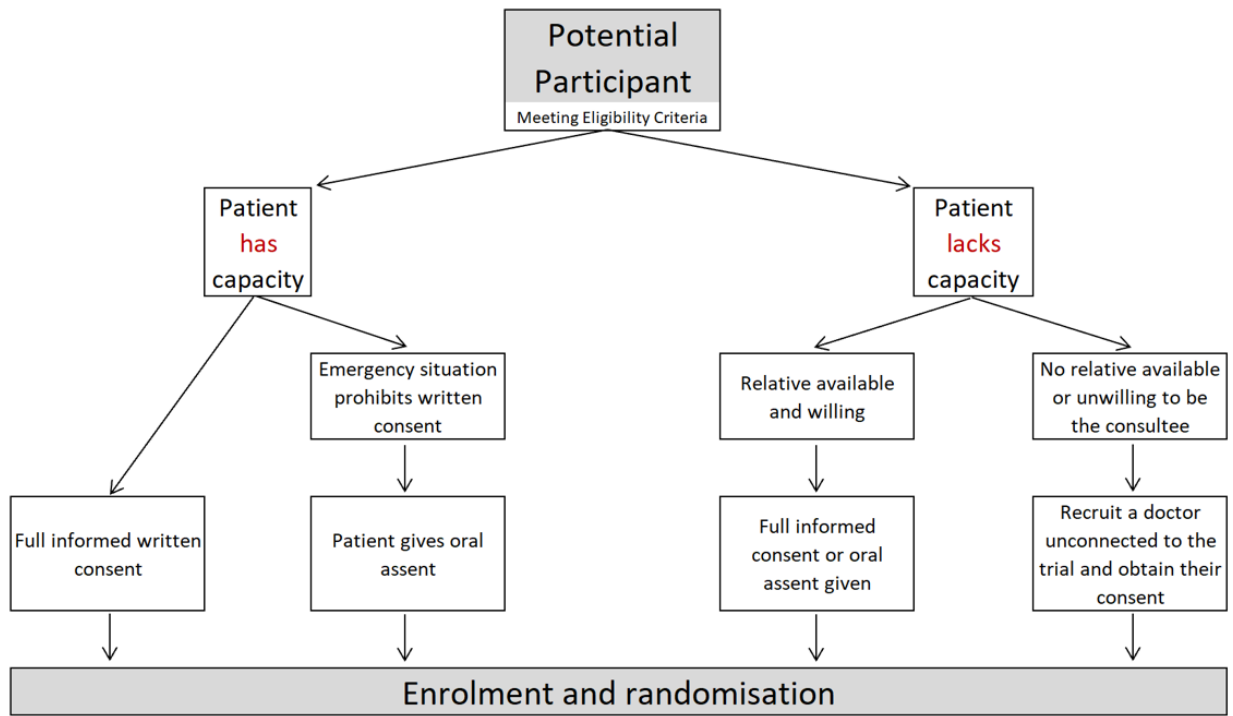 Potential
Participant
Meeting Eligibility Criteria
Patient
has
capacity
Patient
lacks
capacity
Emergency situation
prohibits written
consent
Relative available
and willing
No relative available
or unwilling to be
the consultee
Full informed written
consent
Patient gives oral
assent
Full informed
consent or oral
assent given
Recruit a doctor
unconnected to the
trial and obtain their
consent
Enrolment and randomisation